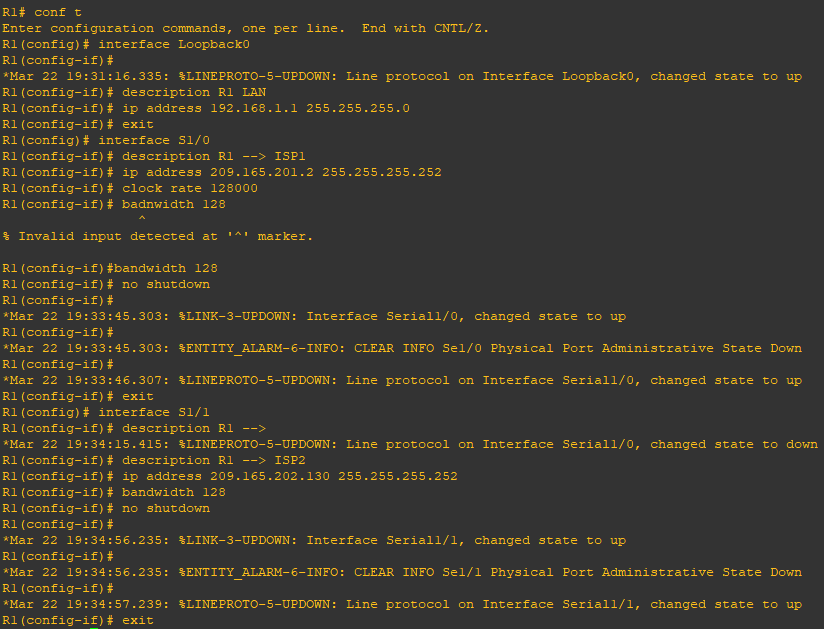 R1# conf t
Enter configuration commands, one per line.  End with CNTL/Z.
R1(config)# interface Loopback0
R1(config-if)#
*Mar 22 19:31:16.335: %LINEPROTO-5-UPDOWN: Line protocol on Interface Loopback0, changed state to up
R1(config-if)# description R1 LAN
R1(config-if)# ip address 192.168.1.1 255.255.255.0
R1(config-if)# exit
R1(config)# interface S1/0
R1(config-if)# description R1 --> ISP1
R1(config-if)# ip address 209.165.201.2 255.255.255.252
R1(config-if)# clock rate 128000
R1(config-if)# badnwidth 128
^
% Invalid input detected at '^' marker.
R1(config-if)#bandwidth 128
R1(config-if)# no shutdown
R1(config-if)#
*Mar 22 19:33:45.303: %LINK-3-UPDOWN: Interface Serial1/0, changed state to up
R1(config-if)#
*Mar 22 19:33:45.303: %ENTITY_ALARM-6-INFO: CLEAR INFO Se1/0 Physical Port Administrative State Down
R1(config-if)#
*Mar 22 19:33:46.307: %LINEPROTO-5-UPDOWN: Line protocol on Interface Serial1/0, changed state to up
R1(config-if)# exit
R1(config)# interface S1/1
R1(config-if)# description R1 -->
*Mar 22 19:34:15.415: %LINEPROTO-5-UPDOWN: Line protocol on Interface Serial1/0, changed state to down
R1(config-if)# description R1 --> ISP2
R1(config-if)# ip address 209.165.202.130 255.255.255.252
R1(config-if)# bandwidth 128
R1(config-if)# no shutdown
R1(config-if)#
*Mar 22 19:34:56.235: %LINK-3-UPDOWN: Interface Serial1/1, changed state to up
R1(config-if)#
*Mar 22 19:34:56.235: %ENTITY_ALARM-6-INFO: CLEAR INFO Se1/1 Physical Port Administrative State Down
R1(config-if)#
*Mar 22 19:34:57.239: %LINEPROTO-5-UPDOWN: Line protocol on Interface Serial1/1, changed state to up
R1(config-if)# exit